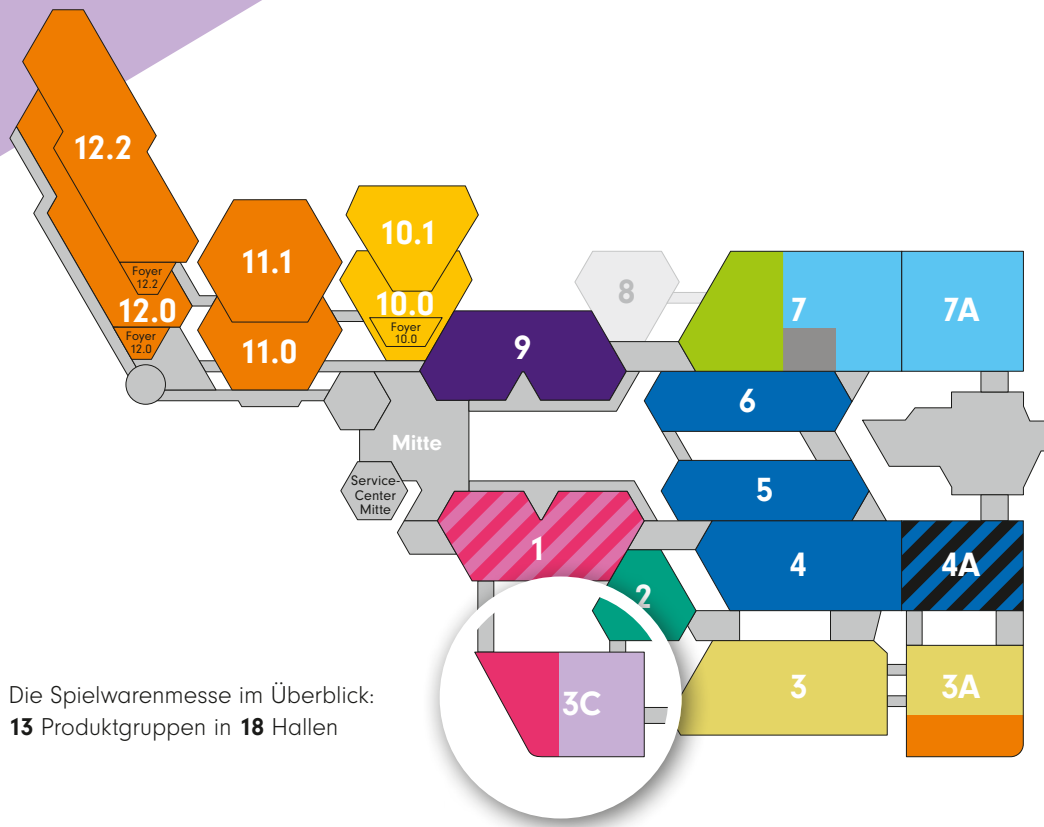 12.2
Foyer
12.2
12.0
Foyer
12.0
11.1
11.0
10.1
10.0
Foyer
10.0
9
8
7
7A
6
5
Mitte
Service-
Center
Mitte
1
2
4
4A
3C
3
3A
Die Spielwarenmesse im Überblick:
13 Produktgruppen in 18 Hallen